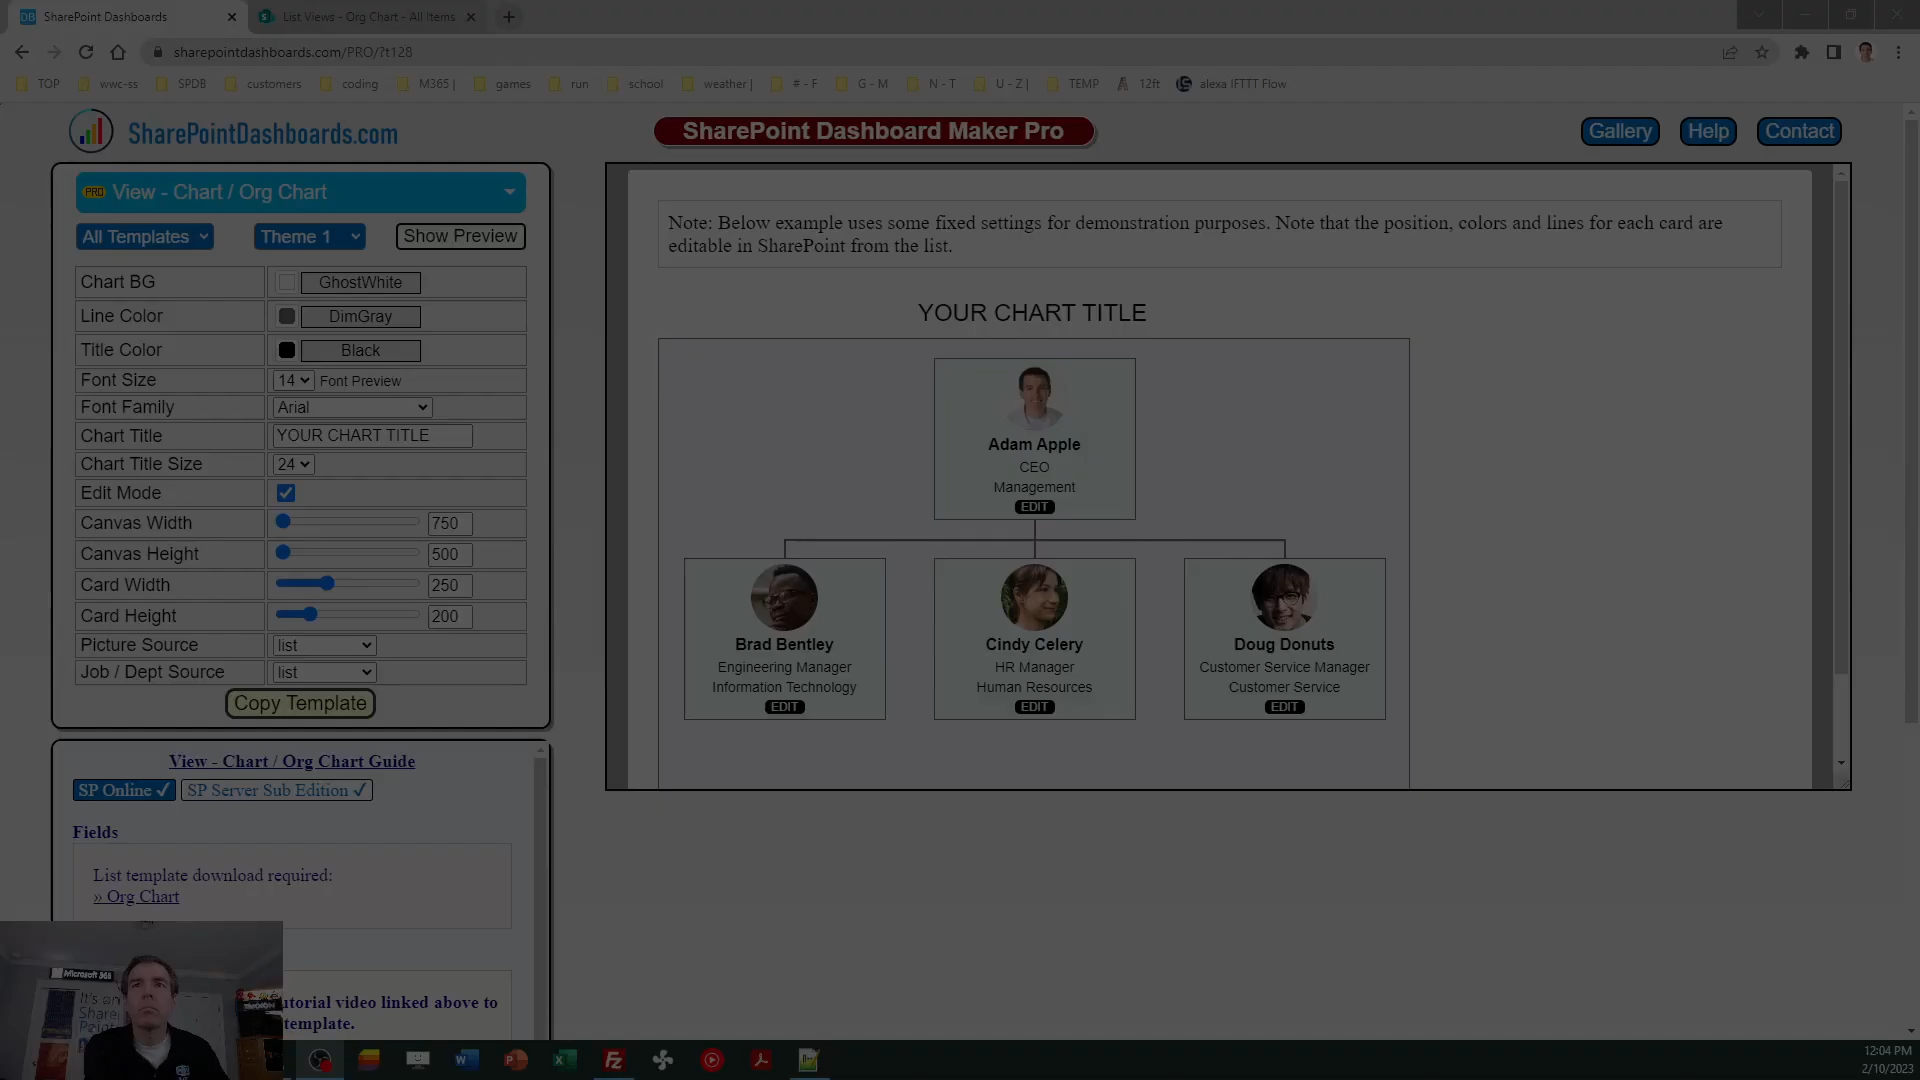 SharePoint Dashboards
List Views - Org Chart - All Items
sharepointdashboards.com/PRO/?t128
TOP wwc-ss SPDB customers coding M365 | games run school weather | # - F G - M N - T U - Z | TEMP 12ft alexa IFTTT Flow
SharePointDashboards.com
SharePoint Dashboard Maker Pro
Gallery Help Contact
PRO View - Chart / Org Chart
All Templates Theme 1 Show Preview
Chart BG GhostWhite
Line Color DimGray
Title Color Black
Font Size 14 Font Preview
Font Family Arial
Chart Title YOUR CHART TITLE
Chart Title Size 24
Edit Mode
Canvas Width 750
Canvas Height 500
Card Width 250
Card Height 200
Picture Source list
Job / Dept Source list
Copy Template
View - Chart / Org Chart Guide
SP Online ✓ SP Server Sub Edition ✓
Fields
List template download required:
» Org Chart
utorial video linked above to
template.
Note: Below example uses some fixed settings for demonstration purposes. Note that the position, colors and lines for each card are
editable in SharePoint from the list.
YOUR CHART TITLE
Adam Apple
CEO
Management
EDIT
Brad Bentley
Engineering Manager
Information Technology
EDIT
Cindy Celery
HR Manager
Human Resources
EDIT
Doug Donuts
Customer Service Manager
Customer Service
EDIT
Microsoft 365
It's on
Share
Point
12:04 PM
2/10/2023